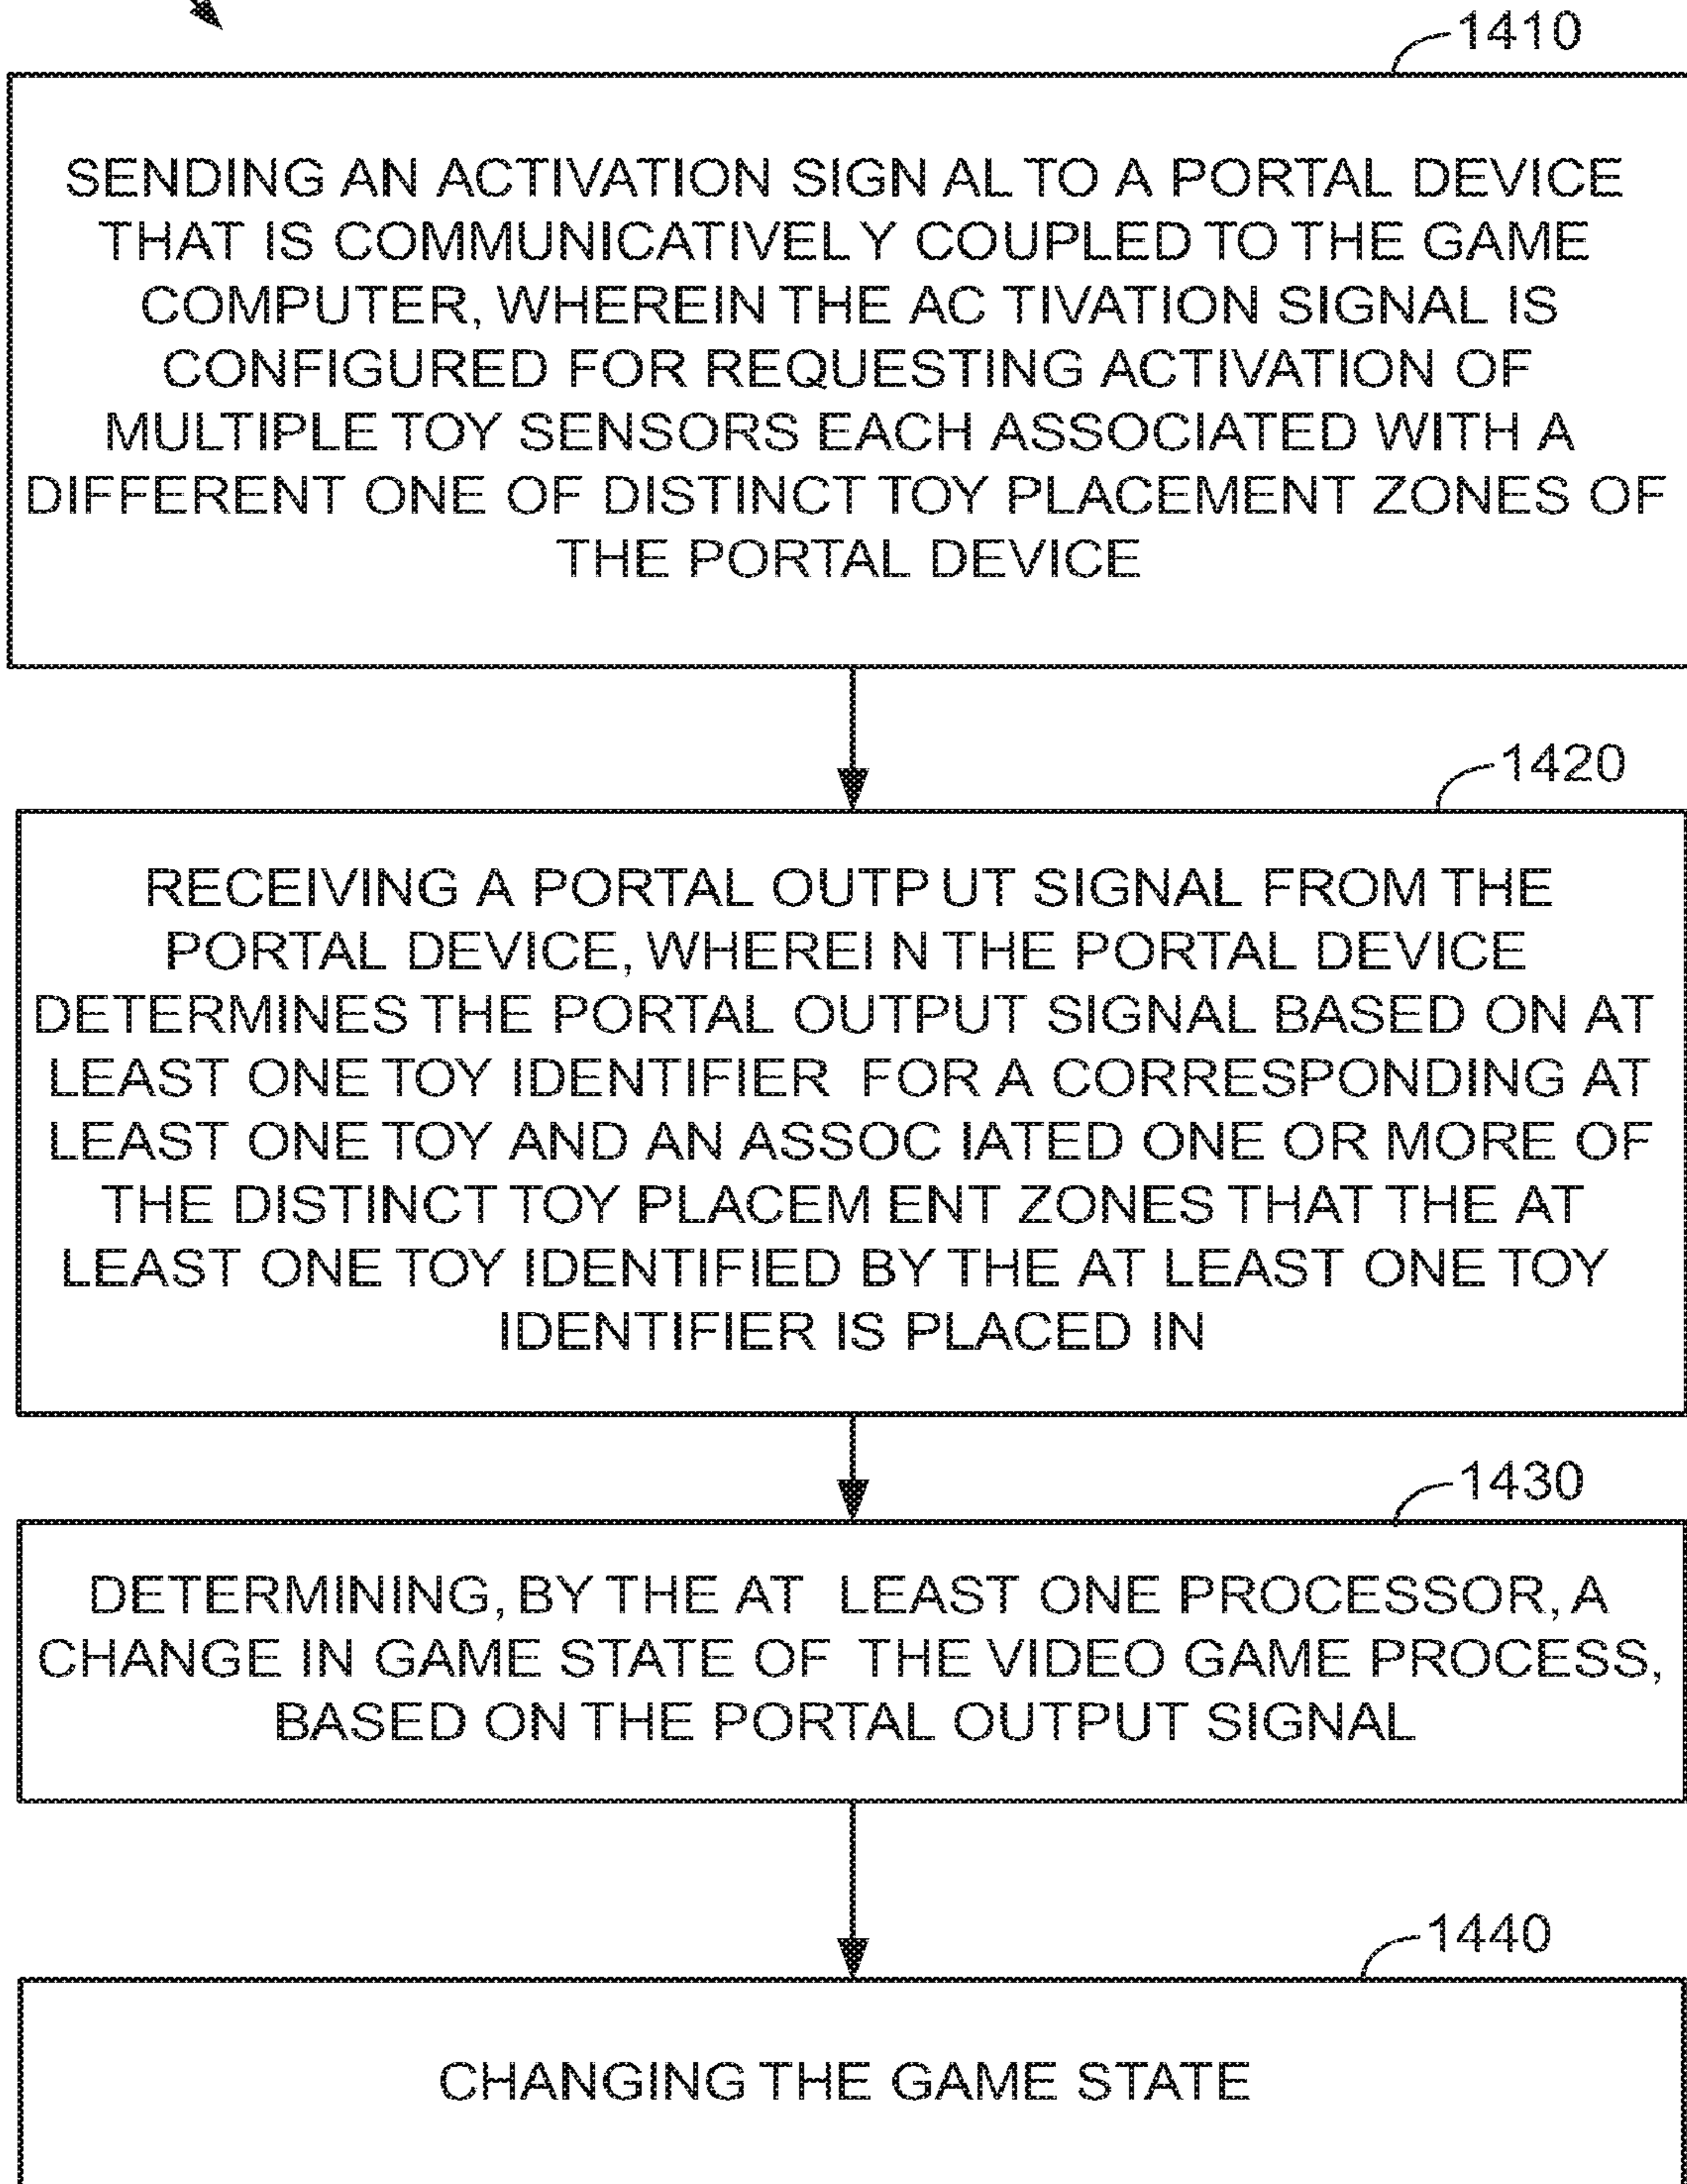 1410
SENDING AN ACTIVATION SIGN AL TO A PORTAL DEVICE
THAT IS COMMUNICATIVEL Y COUPLED TO THE GAME
COMPUTER, WHEREIN THE AC TIVATION SIGNAL IS
CONFIGURED FOR REQUESTING ACTIVATION OF
MULTIPLE TOY SENSORS EACH ASSOCIATED WITH A
DIFFERENT ONE OF DISTINCT TOY PLACEMENT ZONES OF
THE PORTAL DEVICE
1420
RECEIVING A PORTAL OUTP UT SIGNAL FROM THE
PORTAL DEVICE, WHEREI N THE PORTAL DEVICE
DETERMINES THE PORTAL OUTPUT SIGNAL BASED ON AT
LEAST ONE TOY IDENTIFIER FOR A CORRESPONDING AT
LEAST ONE TOY AND AN ASSOC IATED ONE OR MORE OF
THE DISTINCT TOY PLACEM ENT ZONES THAT THE AT
LEAST ONE TOY IDENTIFIED BY THE AT LEAST ONE TOY
IDENTIFIER IS PLACED IN
1430
DETERMINING, BY THE AT LEAST ONE PROCESSOR, A
CHANGE IN GAME STATE OF THE VIDEO GAME PROCESS,
BASED ON THE PORTAL OUTPUT SIGNAL
1440
CHANGING THE GAME STATE